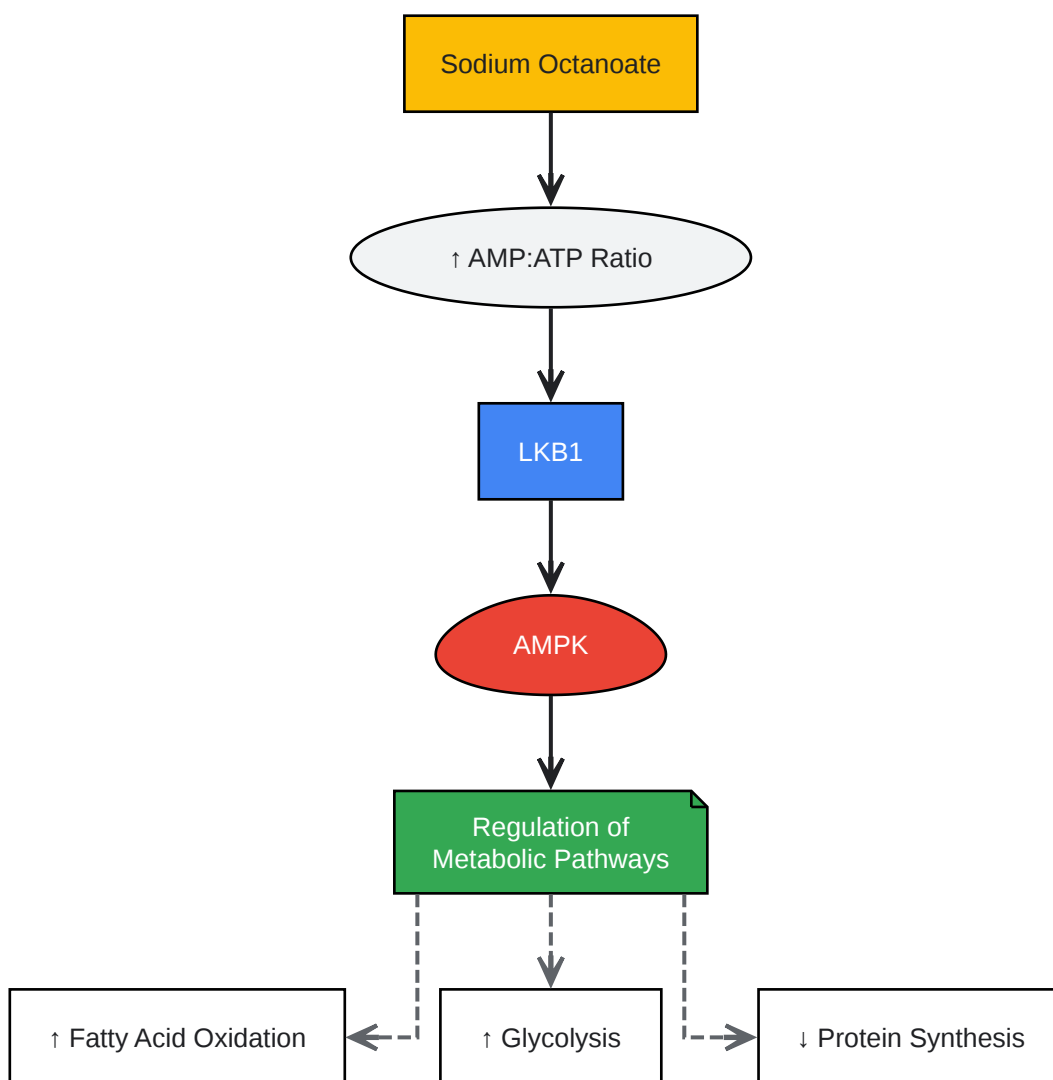 Sodium Octanoate
↑ AMP:ATP Ratio
LKB1
AMPK
Regulation of
Metabolic Pathways
↑ Fatty Acid Oxidation
↑ Glycolysis
↓ Protein Synthesis